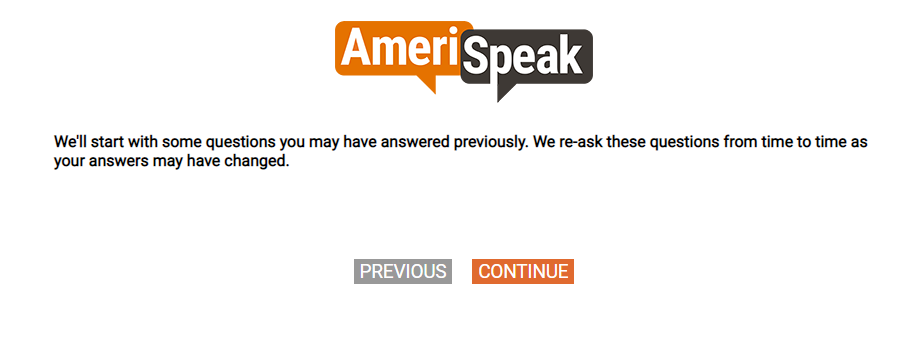 AmeriSpeak
We'll start with some questions you may have answered previously. We re-ask these questions from time to time as
your answers may have changed.
PREVIOUS CONTINUE